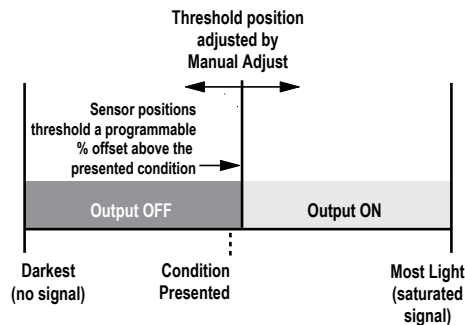 Threshold position
adjusted by
Manual Adjust
Sensor positions
threshold a programmable
% offset above the
presented condition
Output OFF
Output ON
Darkest
(no signal)
Condition
Presented
Most Light
(saturated
signal)